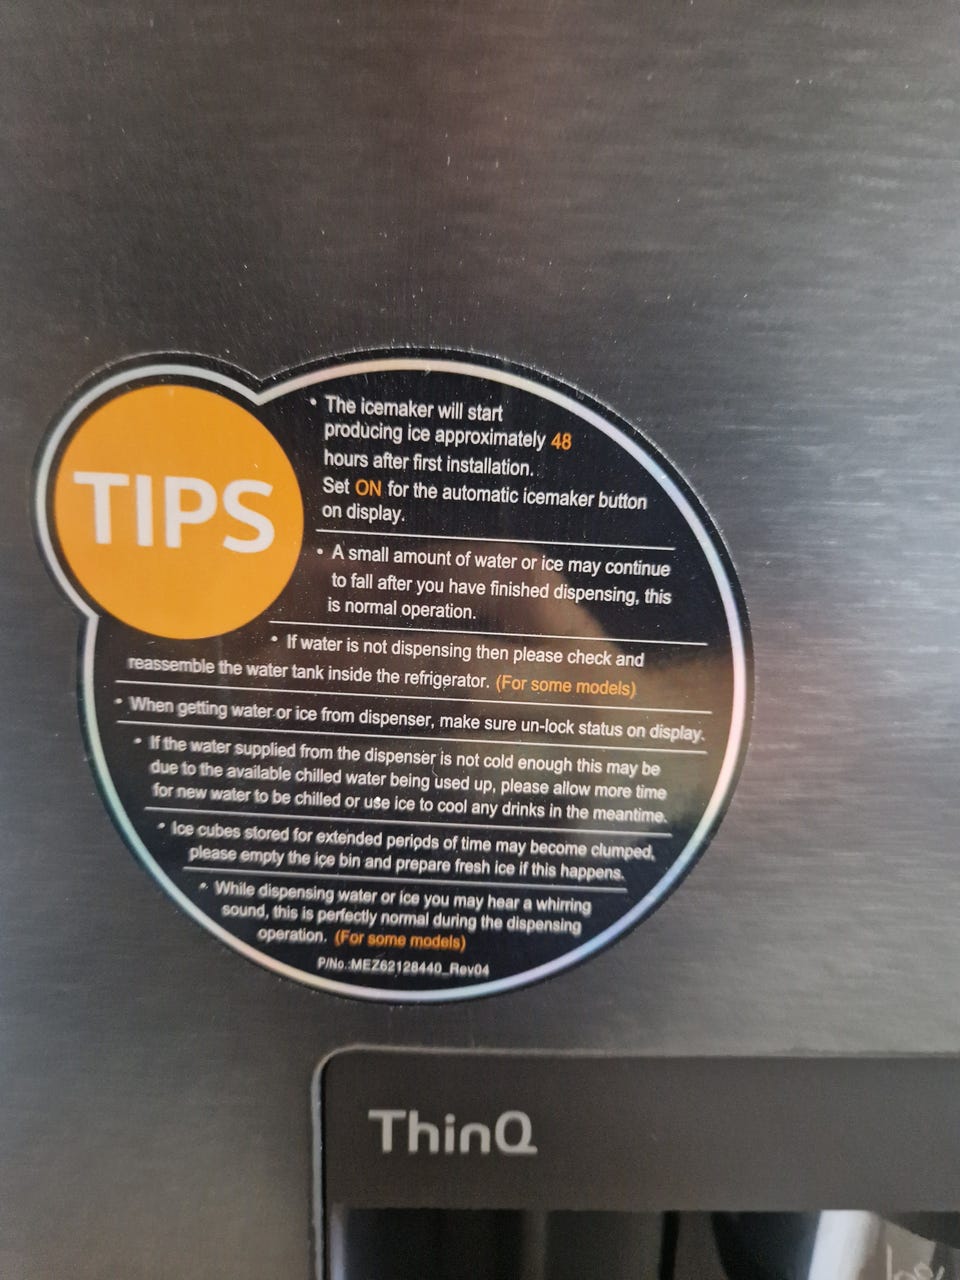 TIPS
• The icemaker will start
producing ice approximately 48
hours after first installation.
Set ON for the automatic icemaker button
on display.
• A small amount of water or ice may continue
to fall after you have finished dispensing, this
is normal operation.
• If water is not dispensing then please check and
reassemble the water tank inside the refrigerator. (For some models)
• When getting water or ice from dispenser, make sure un-lock status on display.
• If the water supplied from the dispenser is not cold enough this may be
due to the available chilled water being used up, please allow more time
for new water to be chilled or use ice to cool any drinks in the meantime.
• Ice cubes stored for extended periods of time may become clumped,
please empty the ice bin and prepare fresh ice if this happens.
• While dispensing water or ice you may hear a whirring
sound, this is perfectly normal during the dispensing
operation. (For some models)
P/No.:MEZ62128440_Rev04
ThinQ